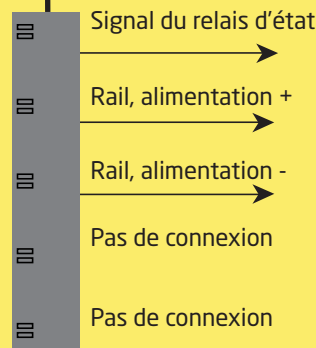 Signal du relais d'état
Rail, alimentation +
Rail, alimentation -
Pas de connexion
Pas de connexion